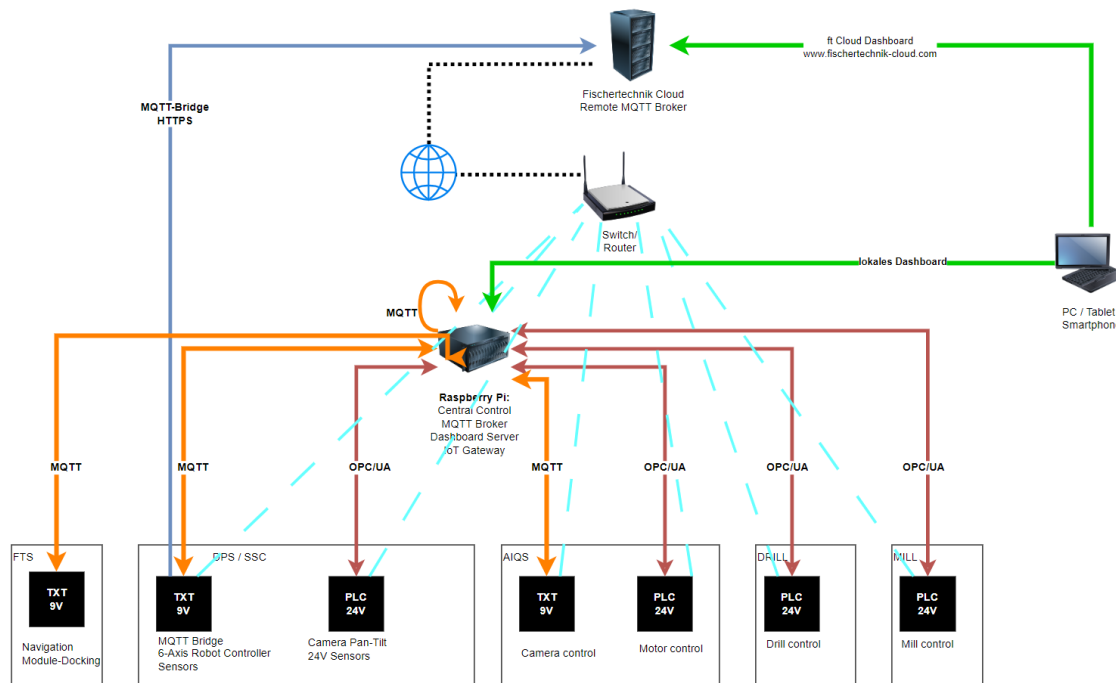 ft Cloud Dashboard
www.fischertechnik-cloud.com
Fischertechnik Cloud
Remote MQTT Broker
MQTT-Bridge
HTTPS
Switch/
Router
lokales Dashboard
PC / Tablet
Smartphon
MQTT
Raspberry Pi:
Central Control
MQTT Broker
Dashboard Server
IoT Gateway
MQTT
MQTT
OPC/UA
MQTT
OPC/UA
OPC/UA
OPC/UA
FTS
DPS / SSC
AIQS
DRILL
MILL
TXT
9V
TXT
9V
PLC
24V
TXT
9V
PLC
24V
PLC
24V
PLC
24V
Navigation
Module-Docking
MQTT Bridge
6-Axis Robot Controller
Sensors
Camera Pan-Tilt
24V Sensors
Camera control
Motor control
Drill control
Mill control